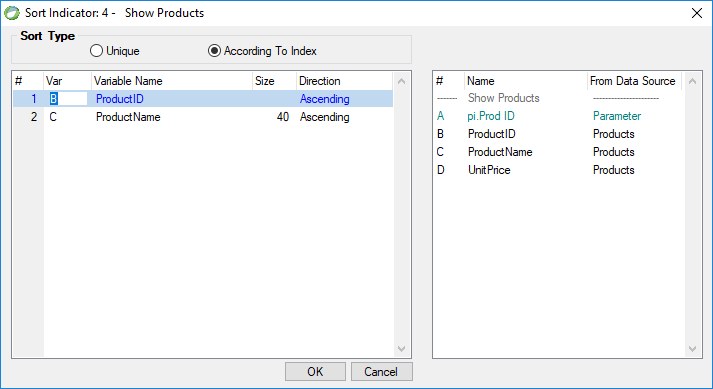 Sort Indicator: 4 -   Show Products
Sort Type
Unique   According To Index
#   Var   Variable Name   Size   Direction
1   B   ProductID   Ascending
2   C   ProductName   40   Ascending
#   Name   From Data Source
-------   Show Products   ----------------------
A   pi.Prod ID   Parameter
B   ProductID   Products
C   ProductName   Products
D   UnitPrice   Products
OK   Cancel